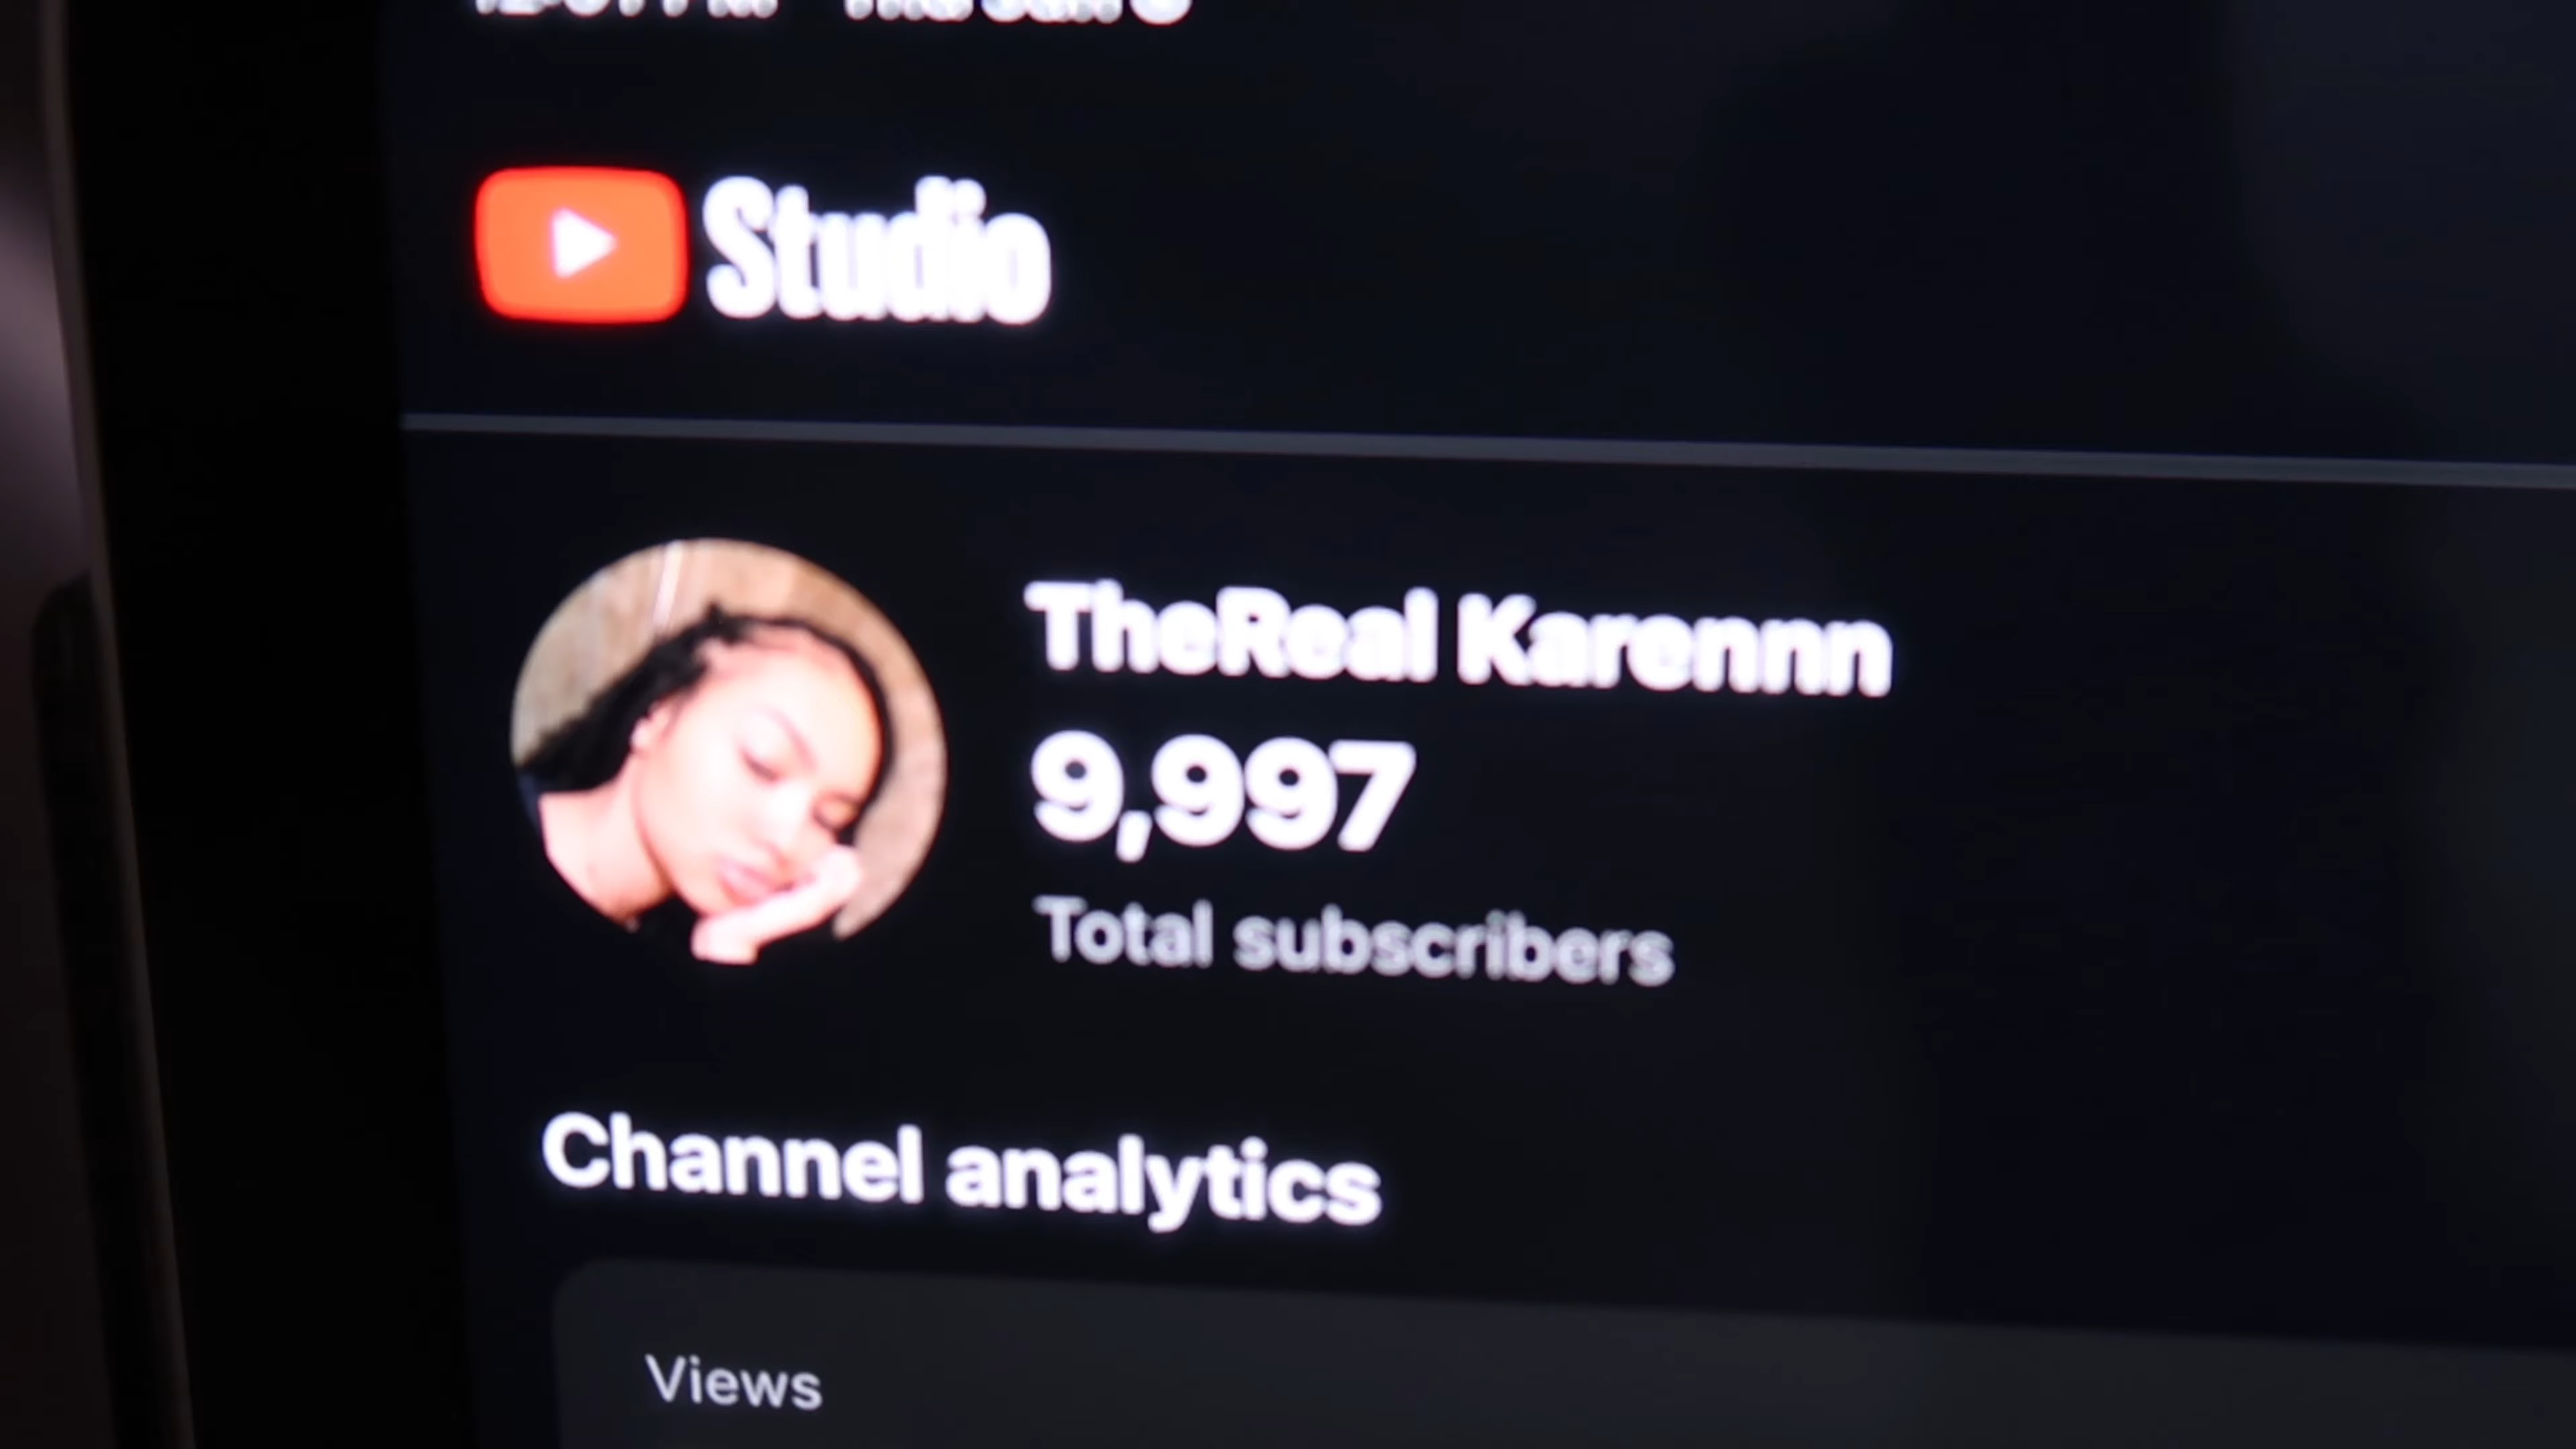 Studio
TheReal Karennn
9,997
Total subscribers
Channel analytics
Views